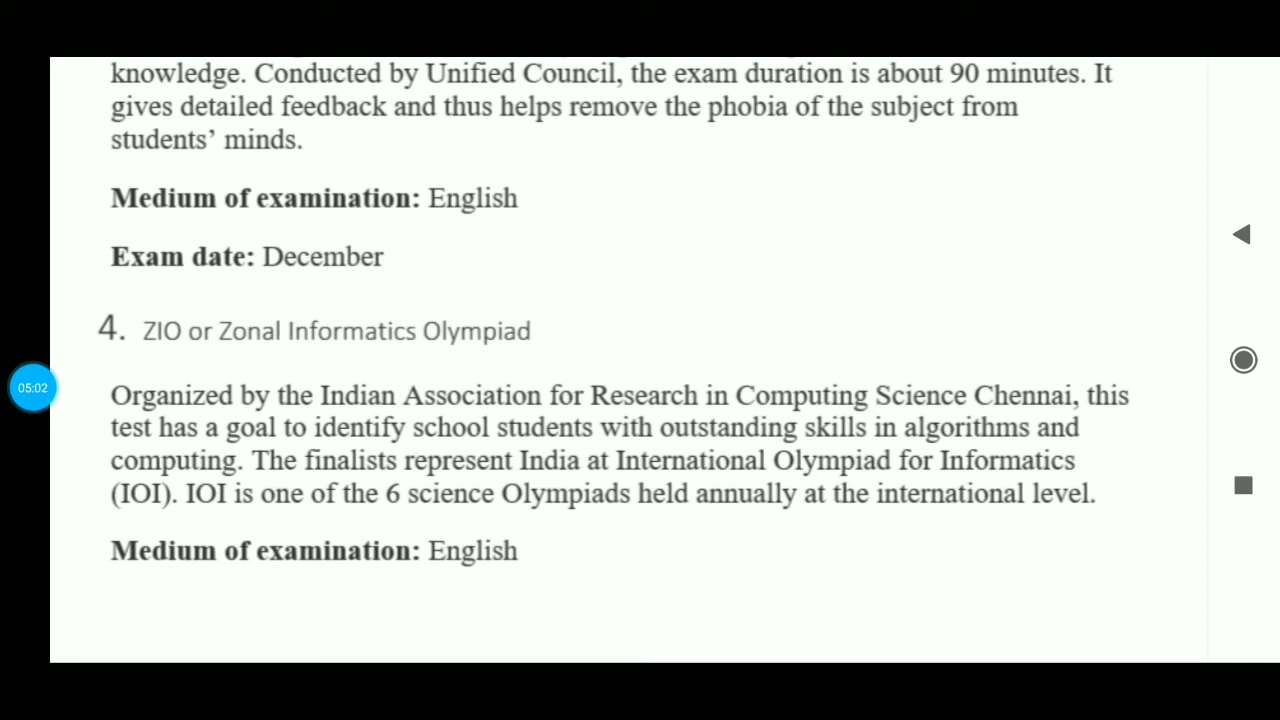 knowledge. Conducted by Unified Council, the exam duration is about 90 minutes. It
gives detailed feedback and thus helps remove the phobia of the subject from
students’ minds.
Medium of examination: English
Exam date: December
4. ZIO or Zonal Informatics Olympiad
05:02
Organized by the Indian Association for Research in Computing Science Chennai, this
test has a goal to identify school students with outstanding skills in algorithms and
computing. The finalists represent India at International Olympiad for Informatics
(IOI). IOI is one of the 6 science Olympiads held annually at the international level.
Medium of examination: English